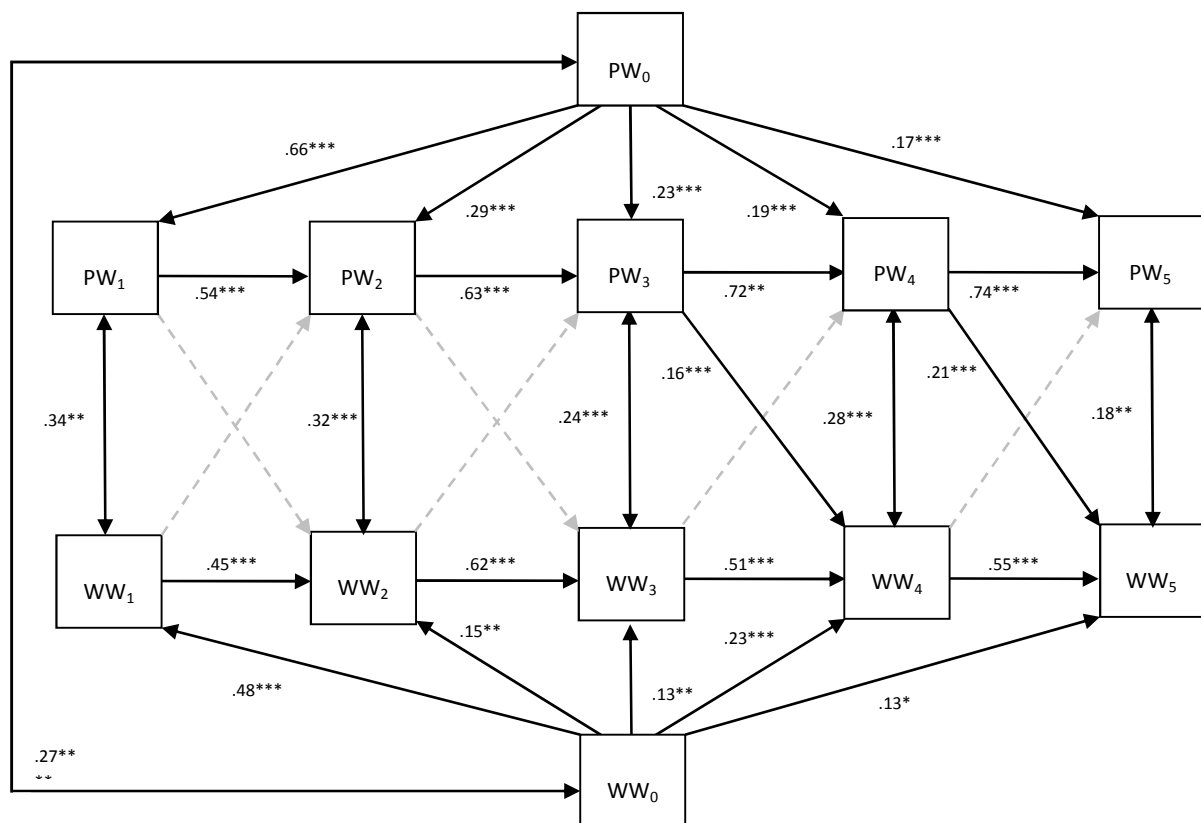 PW₀
.66***
.17***
.29***
.23***
.19***
PW₁
PW₂
PW₃
PW₄
PW₅
.54***
.63***
.72**
.74***
.16***
.21***
.34**
.32***
.24***
.28***
.18**
WW₁
WW₂
WW₃
WW₄
WW₅
.45***
.62***
.51***
.55***
.48***
.15**
.13**
.23***
.13*
.27**
**
WW₀